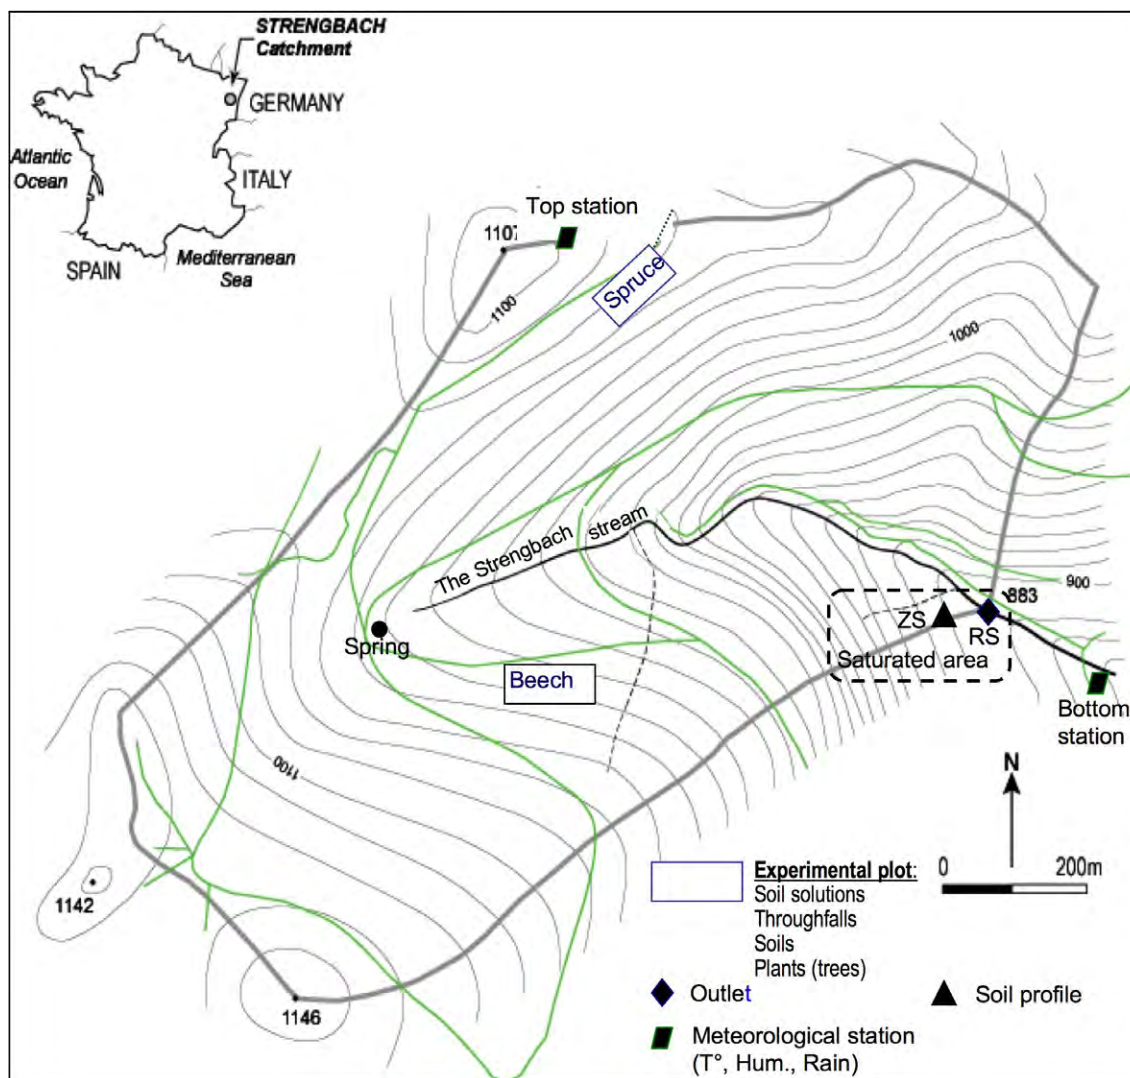 STRENGBACH
Catchment
GERMANY
Atlantic
Ocean
ITALY
SPAIN
Mediterranean
Sea
Top station
1107
1100
Spruce
1000
The Strengbach stream
900
883
ZS
RS
Spring
Saturated area
Beech
Bottom
station
1100
N
0 200m
1142
1146
Experimental plot:
Soil solutions
Throughfalls
Soils
Plants (trees)
Outlet
Soil profile
Meteorological station
(T°, Hum., Rain)